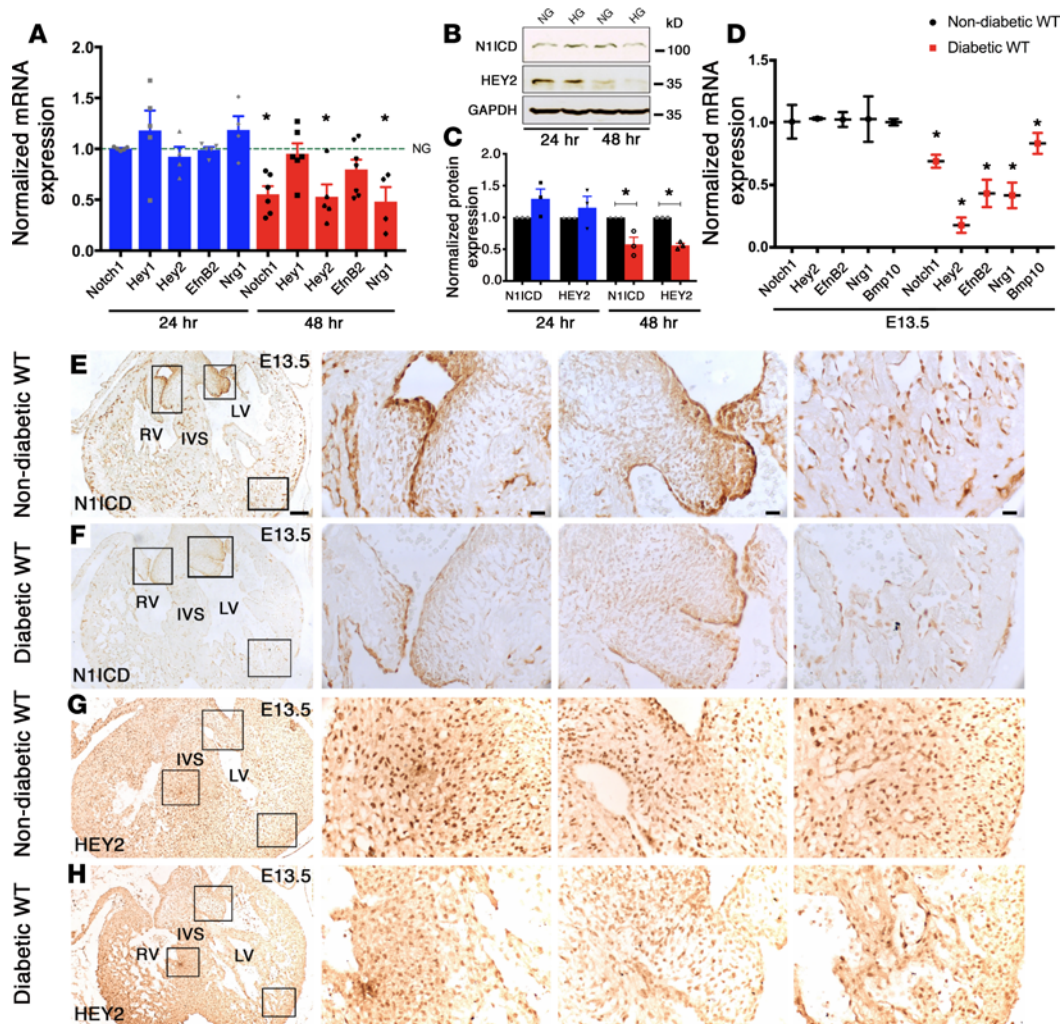 A
Normalized mRNA expression
2.0
1.5
1.0
0.5
0.0
NG
* * *
Notch1 Hey1 Hey2 EfnB2 Nrg1 Notch1 Hey1 Hey2 EfnB2 Nrg1
24 hr 48 hr
B
NG HG NG HG kD
N1ICD 100
HEY2 35
GAPDH 35
24 hr 48 hr
C
Normalized protein expression
2.0
1.5
1.0
0.5
0.0
* *
N1ICD HEY2 N1ICD HEY2
24 hr 48 hr
D
Non-diabetic WT
Diabetic WT
Normalized mRNA expression
1.5
1.0
0.5
0.0
* * * * *
Notch1 Hey2 EfnB2 Nrg1 Bmp10 Notch1 Hey2 EfnB2 Nrg1 Bmp10
E13.5
Non-diabetic WT
E E13.5
RV IVS LV
N1ICD
Diabetic WT
F E13.5
RV IVS LV
N1ICD
Non-diabetic WT
G E13.5
IVS LV
HEY2
Diabetic WT
H E13.5
RV IVS LV
HEY2